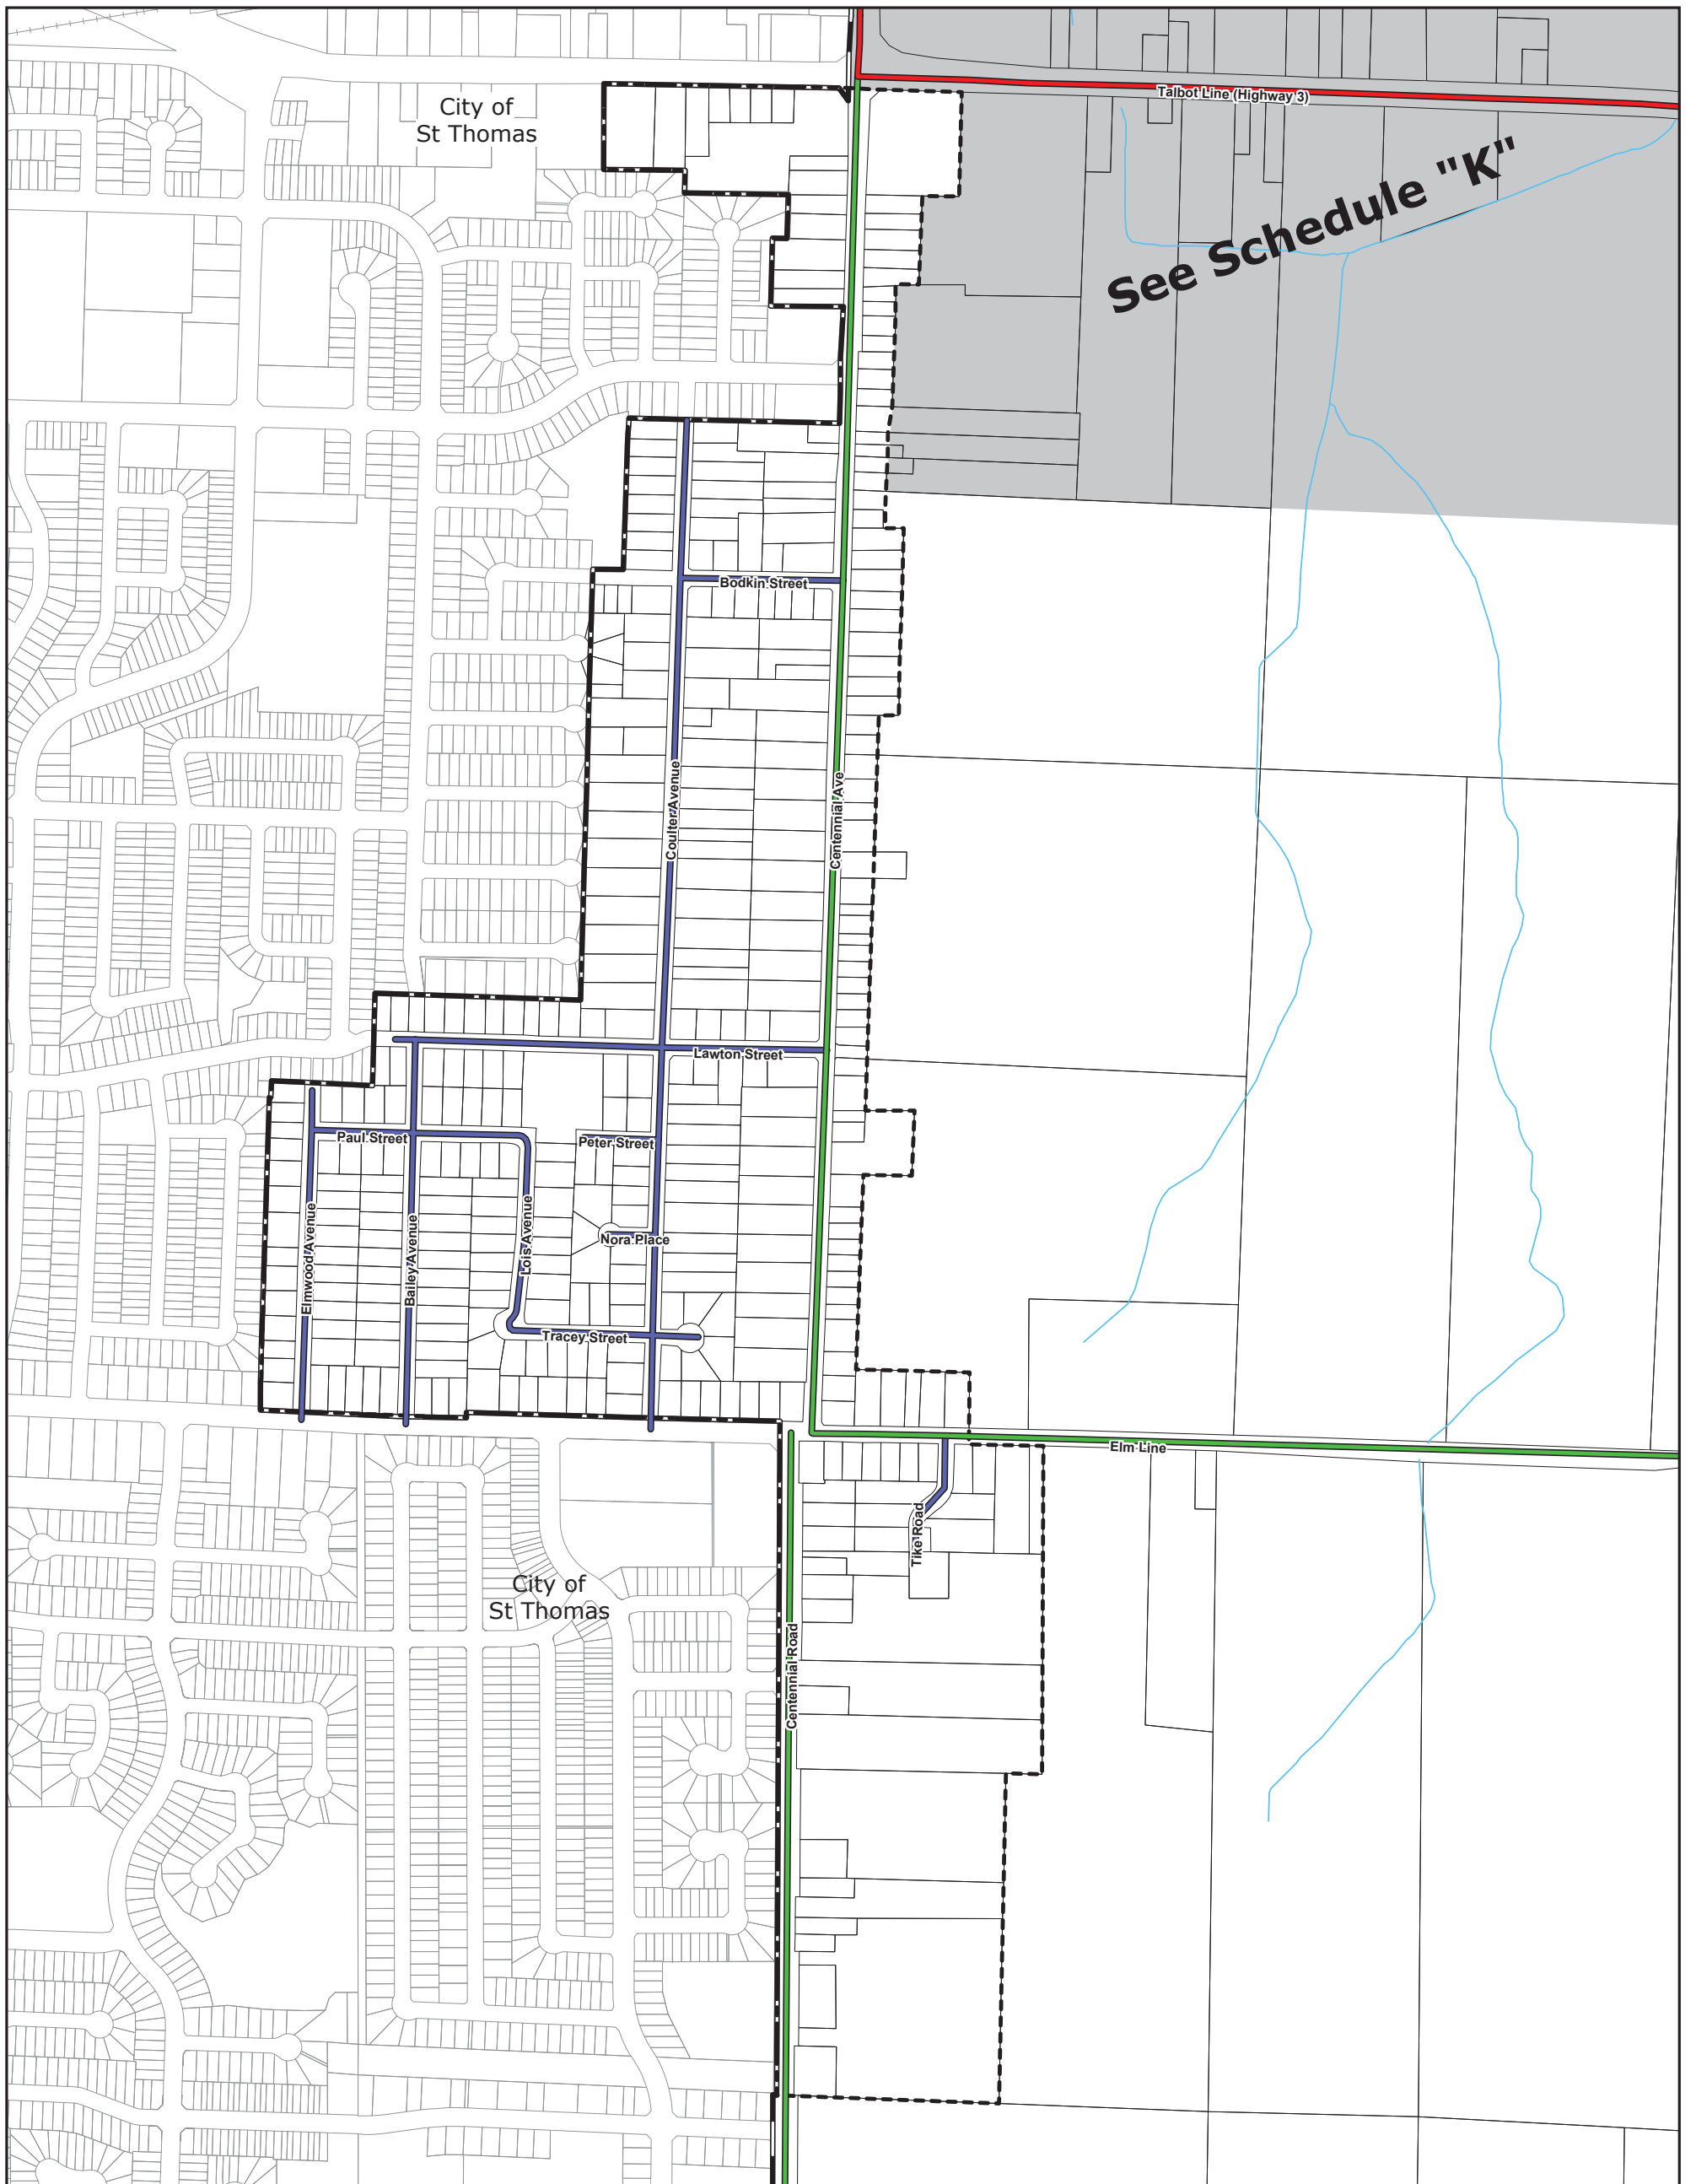 City of
St Thomas
Talbot Line (Highway 3)
See Schedule "K"
Bodkin Street
Coulter Avenue
Centennial Ave
Lawton Street
Paul Street
Peter Street
Elmwood Avenue
Bailey Avenue
Lois Avenue
Nora Place
Tracey Street
Elm Line
Tike Road
City of
St Thomas
Centennial Road